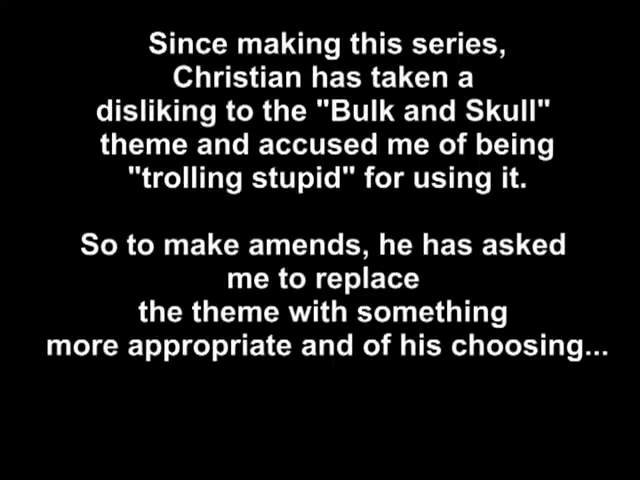 Since making this series,
Christian has taken a
disliking to the "Bulk and Skull"
theme and accused me of being
"trolling stupid" for using it.
So to make amends, he has asked
me to replace
the theme with something
more appropriate and of his choosing...